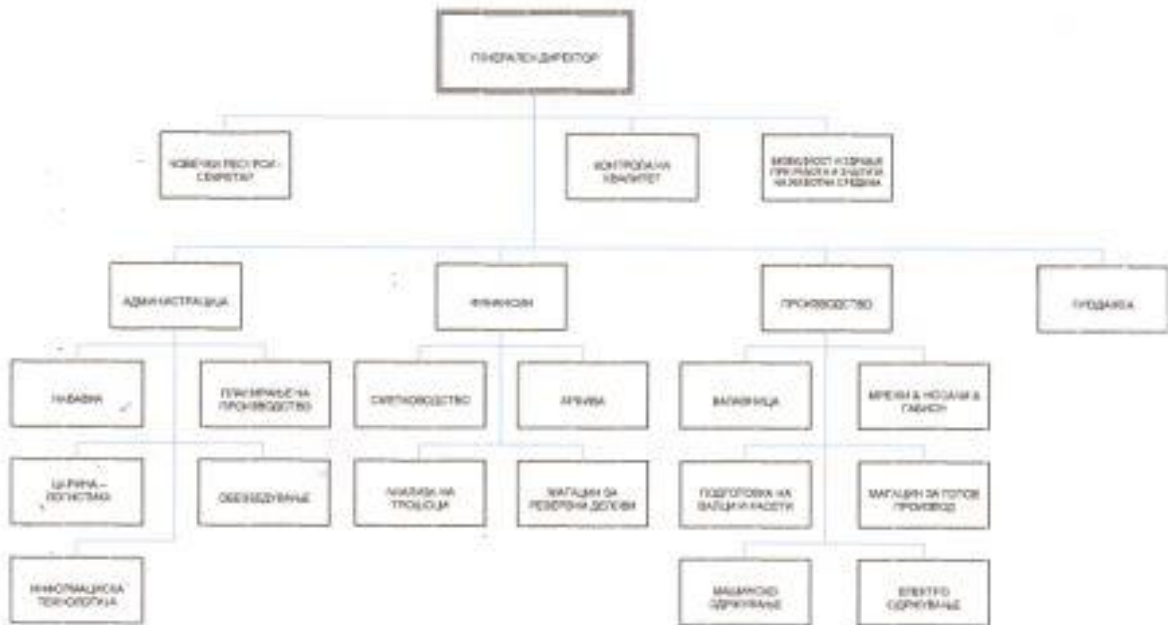 ГЕНЕРАЛЕН ДИРЕКТОР
ЧОВЕЧКИ РЕСУРСИ -
СЕКРЕТАР
КОНТРОЛА НА
КВАЛИТЕТ
БЕЗБЕДНОСТ И ЗДРАВЈЕ
ПРИ РАБОТА И ЗАШТИТА
НА ЖИВОТНА СРЕДИНА
АДМИНИСТРАЦИЈА
ФИНАНСИИ
ПРОИЗВОДСТВО
ПРОДАЖБА
НАБАВКА
ПЛАНИРАЊЕ НА
ПРОИЗВОДСТВО
СМЕТКОВОДСТВО
АРХИВА
ВАЛАВНИЦА
МРЕЖИ & НОСАЧИ &
ГАБИОН
ЦАРИНА –
ЛОГИСТИКА
ОБЕЗБЕДУВАЊЕ
АНАЛИЗА НА
ТРОШОЦИ
МАГАЦИН ЗА
РЕЗЕРВНИ ДЕЛОВИ
ПОДГОТОВКА НА
ВАЛЦИ И КАСЕТИ
МАГАЦИН ЗА ГОТОВ
ПРОИЗВОД
ИНФОРМАЦИСКА
ТЕХНОЛОГИЈА
МАШИНСКО
ОДРЖУВАЊЕ
ЕЛЕКТРО
ОДРЖУВАЊЕ